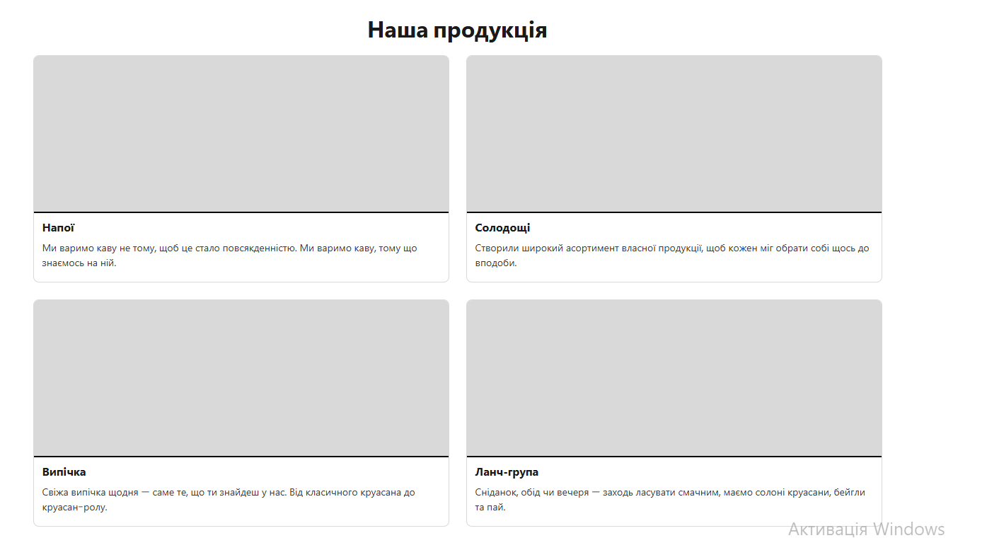 Наша продукція
Напої
Ми варимо каву не тому, щоб це стало повсякденністю. Ми варимо каву, тому що
знаємось на ній.
Солодощі
Створили широкий асортимент власної продукції, щоб кожен міг обрати собі щось до
вподоби.
Випічка
Свіжа випічка щодня — саме те, що ти знайдеш у нас. Від класичного круасана до
круасан-ролу.
Ланч-група
Сніданок, обід чи вечеря — заходь ласувати смачним, маємо солоні круасани, бейгли
та пай.
Активація Windows